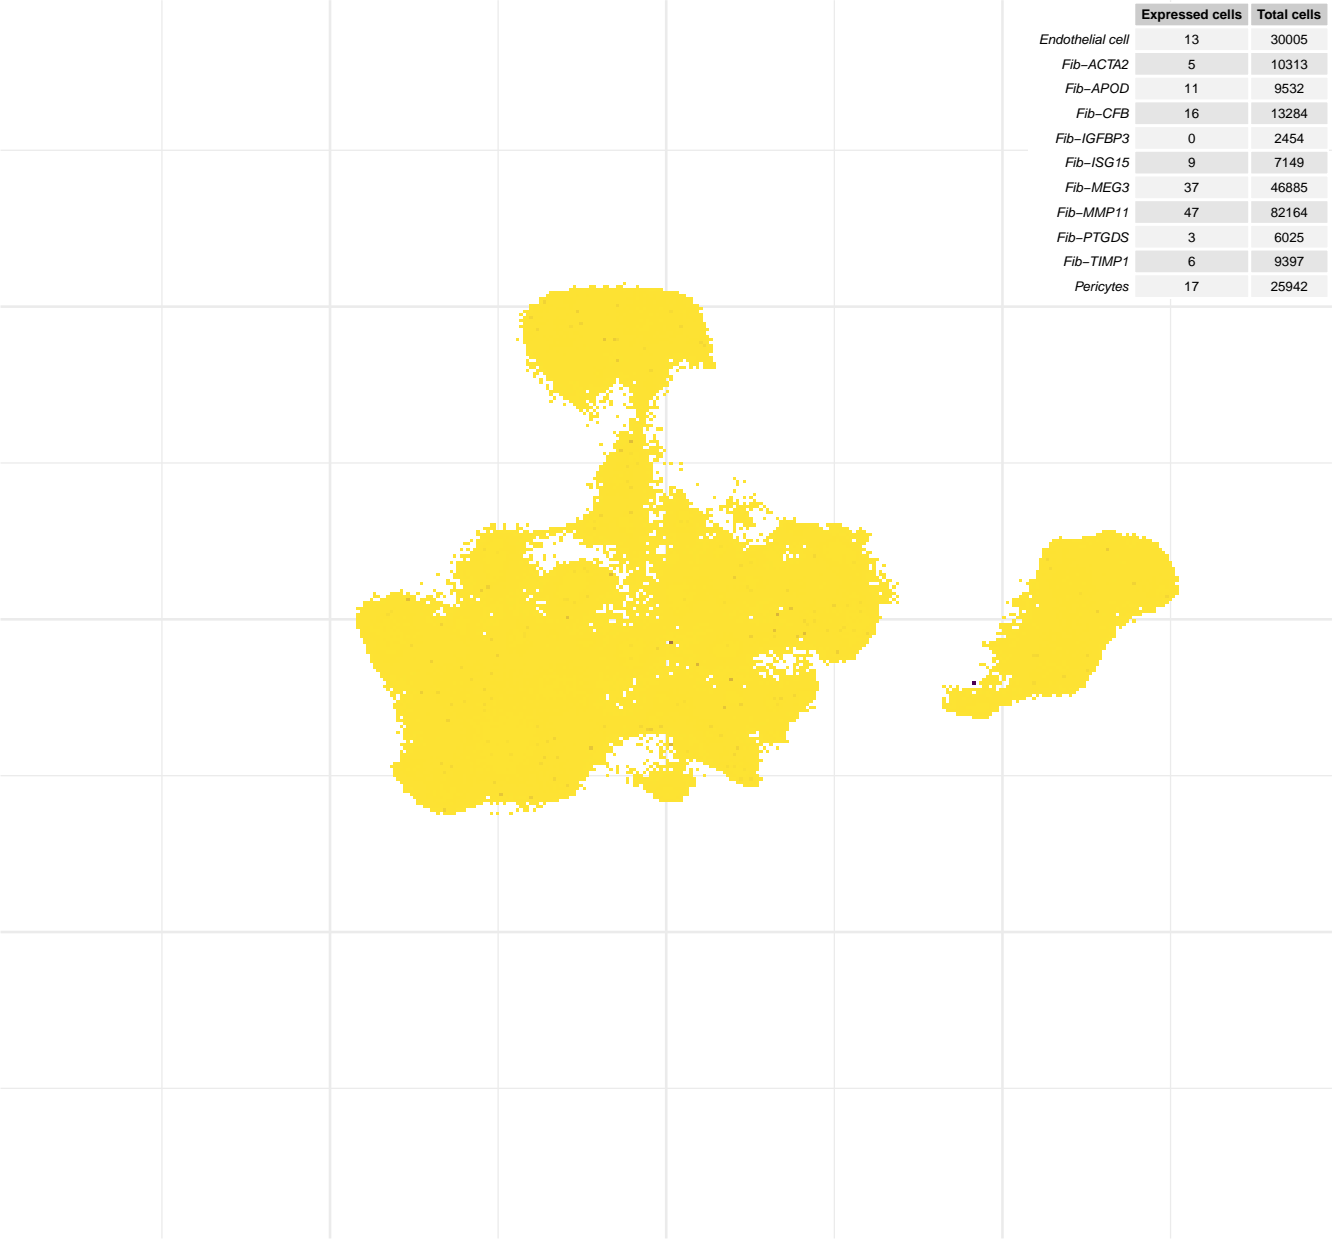 Expressed cells Total cells
Endothelial cell 13 30005
Fib−ACTA2 5 10313
Fib−APOD 11 9532
Fib−CFB 16 13284
Fib−IGFBP3 0 2454
Fib−ISG15 9 7149
Fib−MEG3 37 46885
Fib−MMP11 47 82164
Fib−PTGDS 3 6025
Fib−TIMP1 6 9397
Pericytes 17 25942